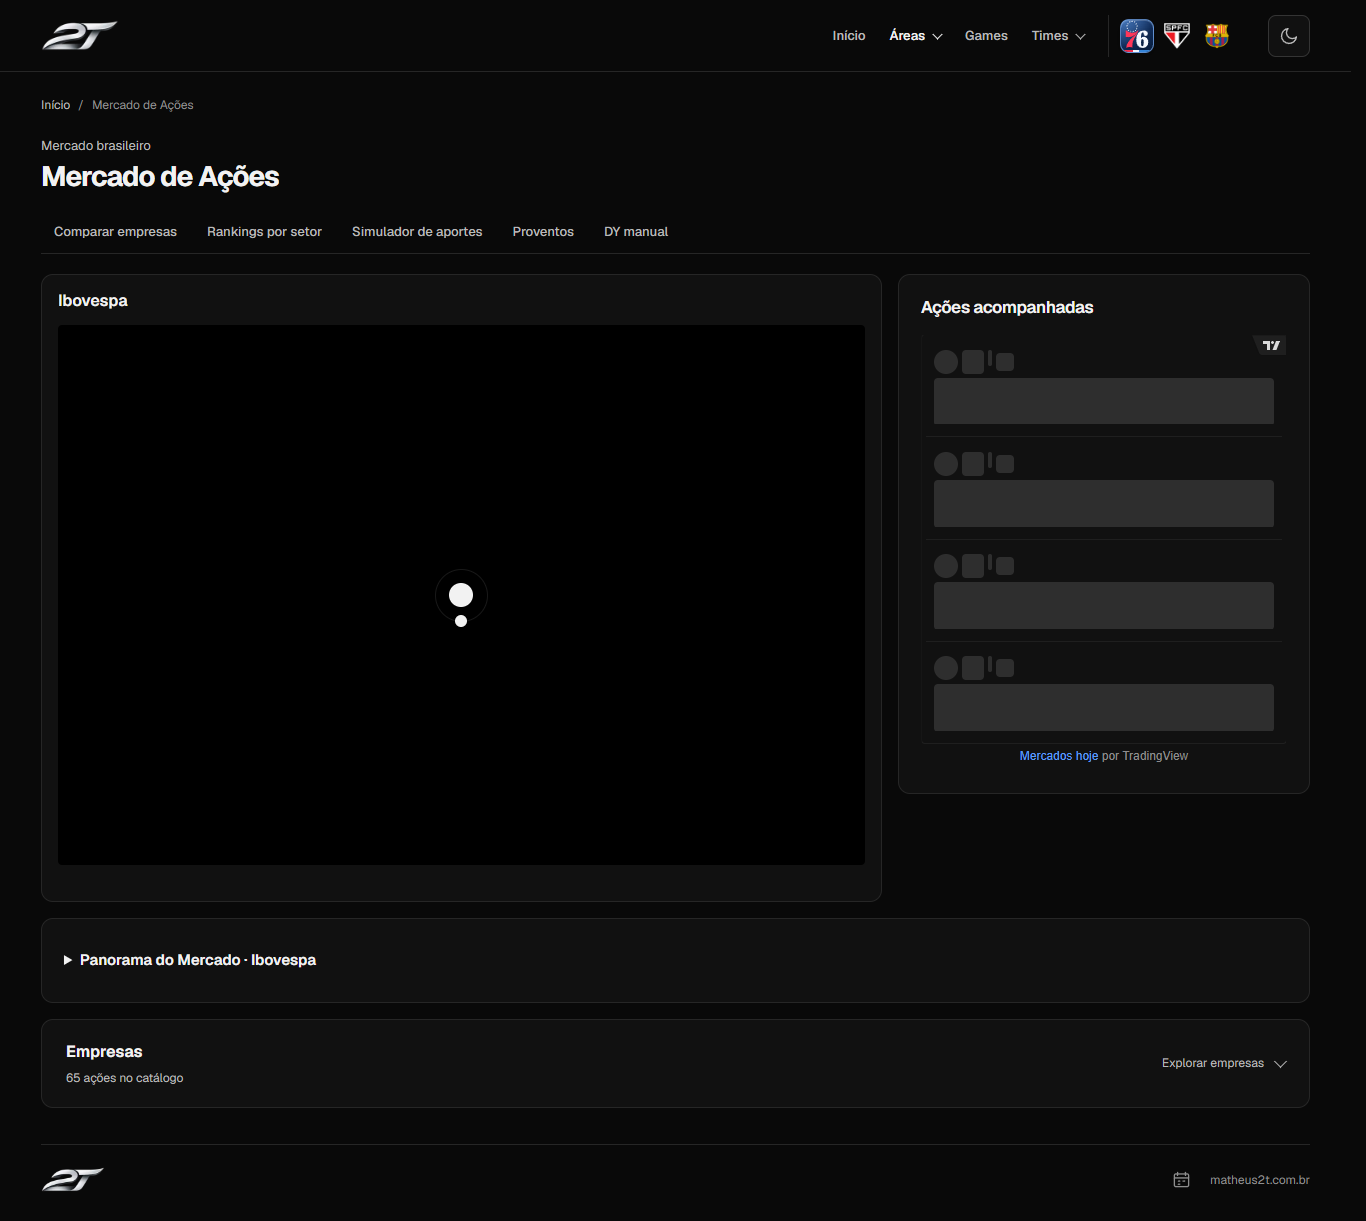 2T
Início
Áreas
Games
Times
76
SPFC
Início / Mercado de Ações
Mercado brasileiro
Mercado de Ações
Comparar empresas
Rankings por setor
Simulador de aportes
Proventos
DY manual
Ibovespa
Ações acompanhadas
Mercados hoje por TradingView
Panorama do Mercado · Ibovespa
Empresas
65 ações no catálogo
Explorar empresas
2T
matheus2t.com.br